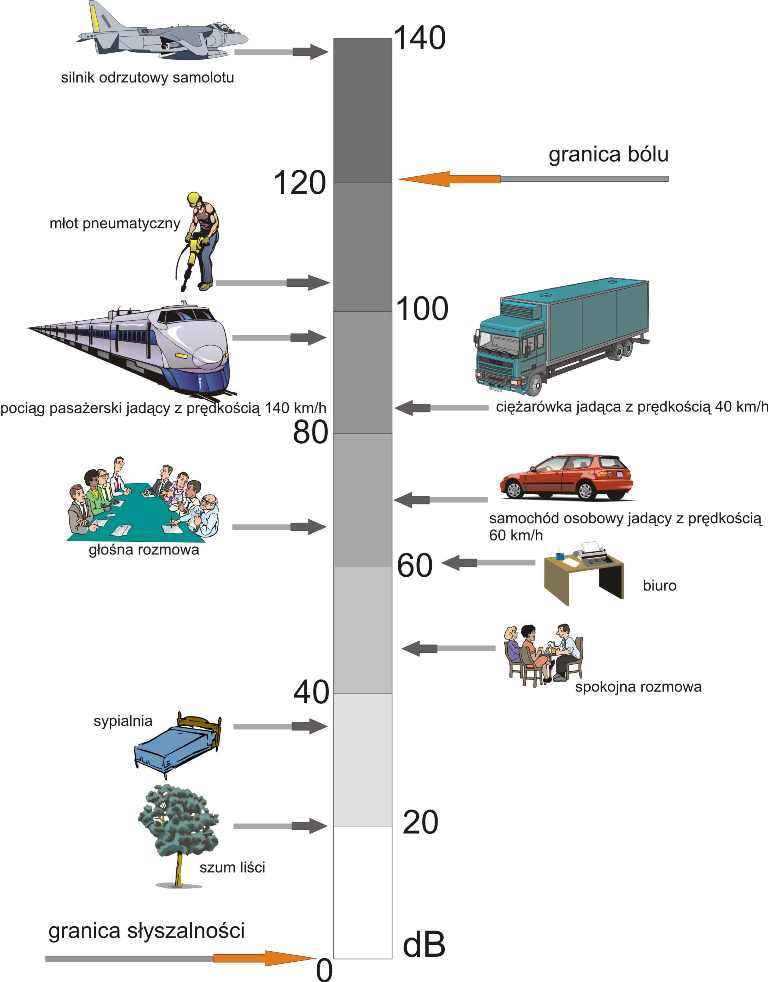 140
silnik odrzutowy samolotu
granica bólu
120
młot pneumatyczny
100
pociąg pasażerski jadący z prędkością 140 km/h
ciężarówka jadąca z prędkością 40 km/h
80
samochód osobowy jadący z prędkością
60 km/h
głośna rozmowa
60
biuro
spokojna rozmowa
40
sypialnia
20
szum liści
granica słyszalności
dB
0